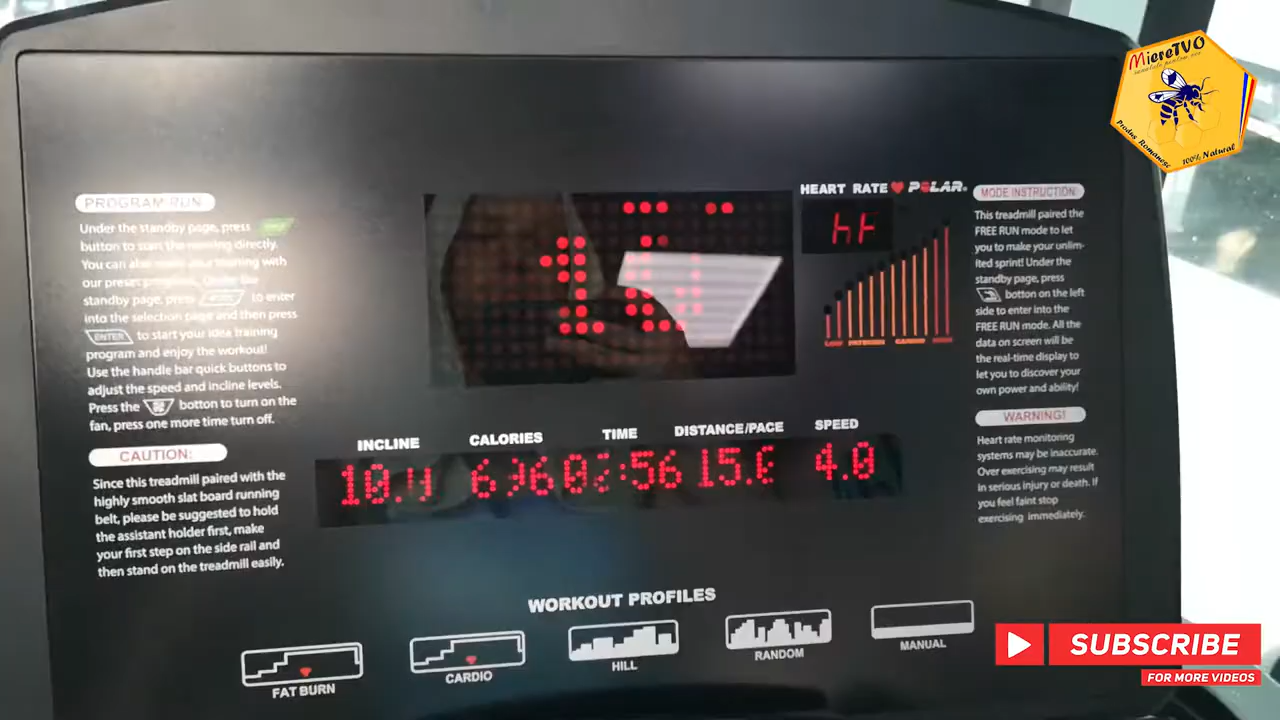 MiereTVO
Produs Romanesc
100% Natural
PROGRAM RUN
Under the standby page, press
button to start the running directly.
You can also your training with
our preset
standby page, press to enter
into the selection page and then press
ENTER to start your idea training
program and enjoy the workout!
Use the handle bar quick buttons to
adjust the speed and incline levels.
Press the botton to turn on the
fan, press one more time turn off.
CAUTION:
Since this treadmill paired with the
highly smooth slat board running
belt, please be suggested to hold
the assistant holder first, make
your first step on the side rail and
then stand on the treadmill easily.
HEART RATE POLAR
MODE INSTRUCTION
This treadmill paired the
FREE RUN mode to let
you to make your unlim-
ited sprint! Under the
standby page, press
botton on the left
side to enter into the
FREE RUN mode. All the
data on screen will be
the real-time display to
let you to discover your
own power and ability!
WARNING!
Heart rate monitoring
systems may be inaccurate.
Over exercising may result
in serious injury or death. If
you feel faint stop
exercising immediately.
INCLINE CALORIES TIME DISTANCE/PACE SPEED
4.0
WORKOUT PROFILES
FAT BURN
CARDIO
HILL
RANDOM
MANUAL
SUBSCRIBE
FOR MORE VIDEOS